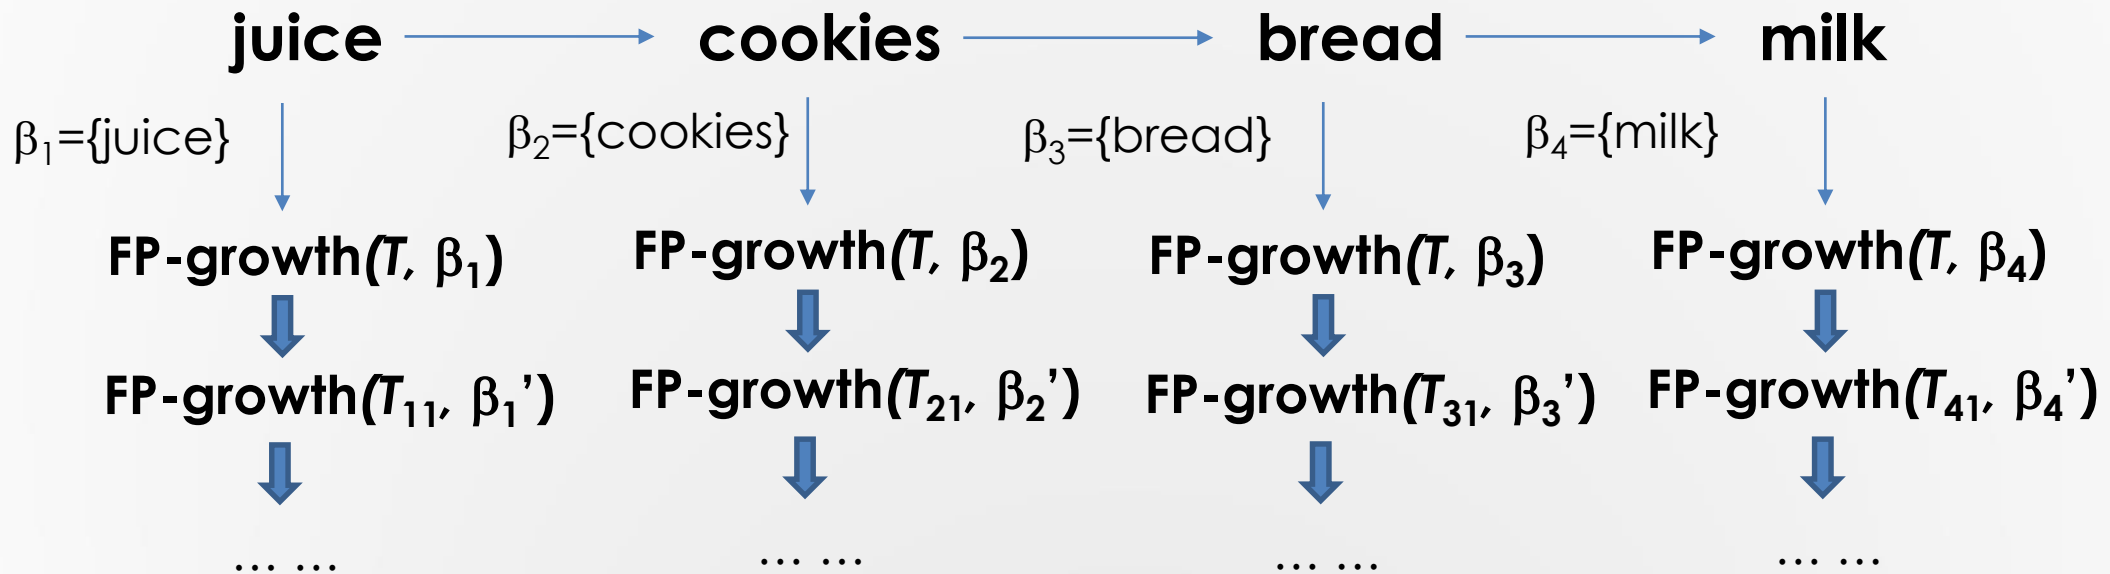 juice cookies bread milk
β₁={juice} β₂={cookies} β₃={bread} β₄={milk}
FP-growth(T, β₁) FP-growth(T, β₂) FP-growth(T, β₃) FP-growth(T, β₄)
FP-growth(T₁₁, β₁’) FP-growth(T₂₁, β₂’) FP-growth(T₃₁, β₃’) FP-growth(T₄₁, β₄’)
... ... ... ... ... ... ... ...